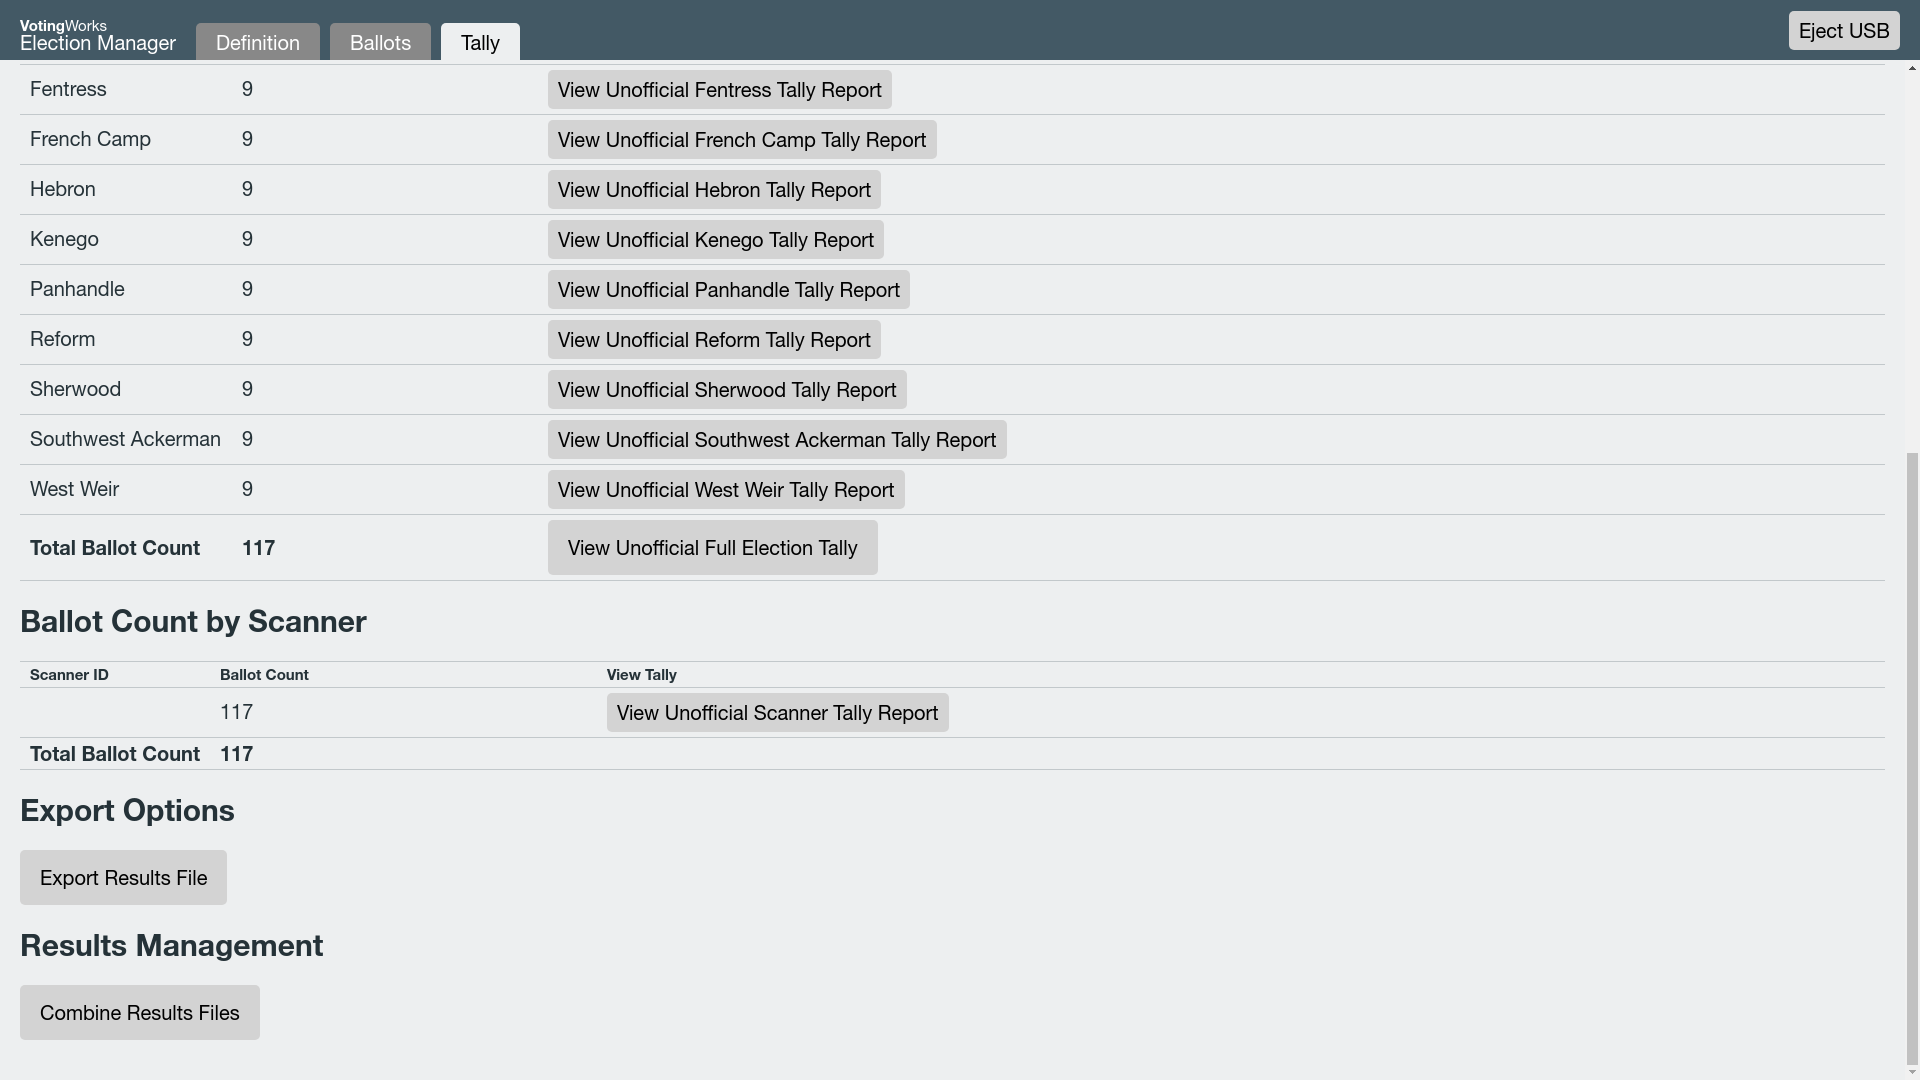 VotingWorks
Election Manager
Definition
Ballots
Tally
Eject USB
Fentress 9 View Unofficial Fentress Tally Report
French Camp 9 View Unofficial French Camp Tally Report
Hebron 9 View Unofficial Hebron Tally Report
Kenego 9 View Unofficial Kenego Tally Report
Panhandle 9 View Unofficial Panhandle Tally Report
Reform 9 View Unofficial Reform Tally Report
Sherwood 9 View Unofficial Sherwood Tally Report
Southwest Ackerman 9 View Unofficial Southwest Ackerman Tally Report
West Weir 9 View Unofficial West Weir Tally Report
Total Ballot Count 117 View Unofficial Full Election Tally
Ballot Count by Scanner
Scanner ID Ballot Count View Tally
117 View Unofficial Scanner Tally Report
Total Ballot Count 117
Export Options
Export Results File
Results Management
Combine Results Files